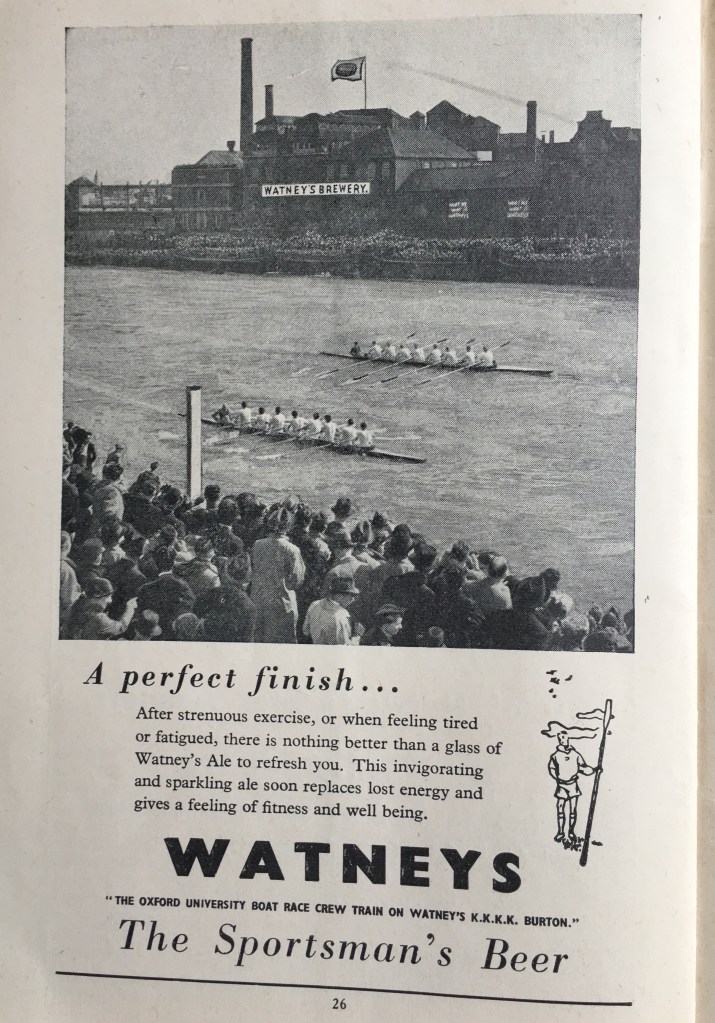 WATNEY'S BREWERY.
A perfect finish...
After strenuous exercise, or when feeling tired
or fatigued, there is nothing better than a glass of
Watney's Ale to refresh you. This invigorating
and sparkling ale soon replaces lost energy and
gives a feeling of fitness and well being.
WATNEYS
"THE OXFORD UNIVERSITY BOAT RACE CREW TRAIN ON WATNEY'S K.K.K.K. BURTON."
The Sportsman's Beer
26